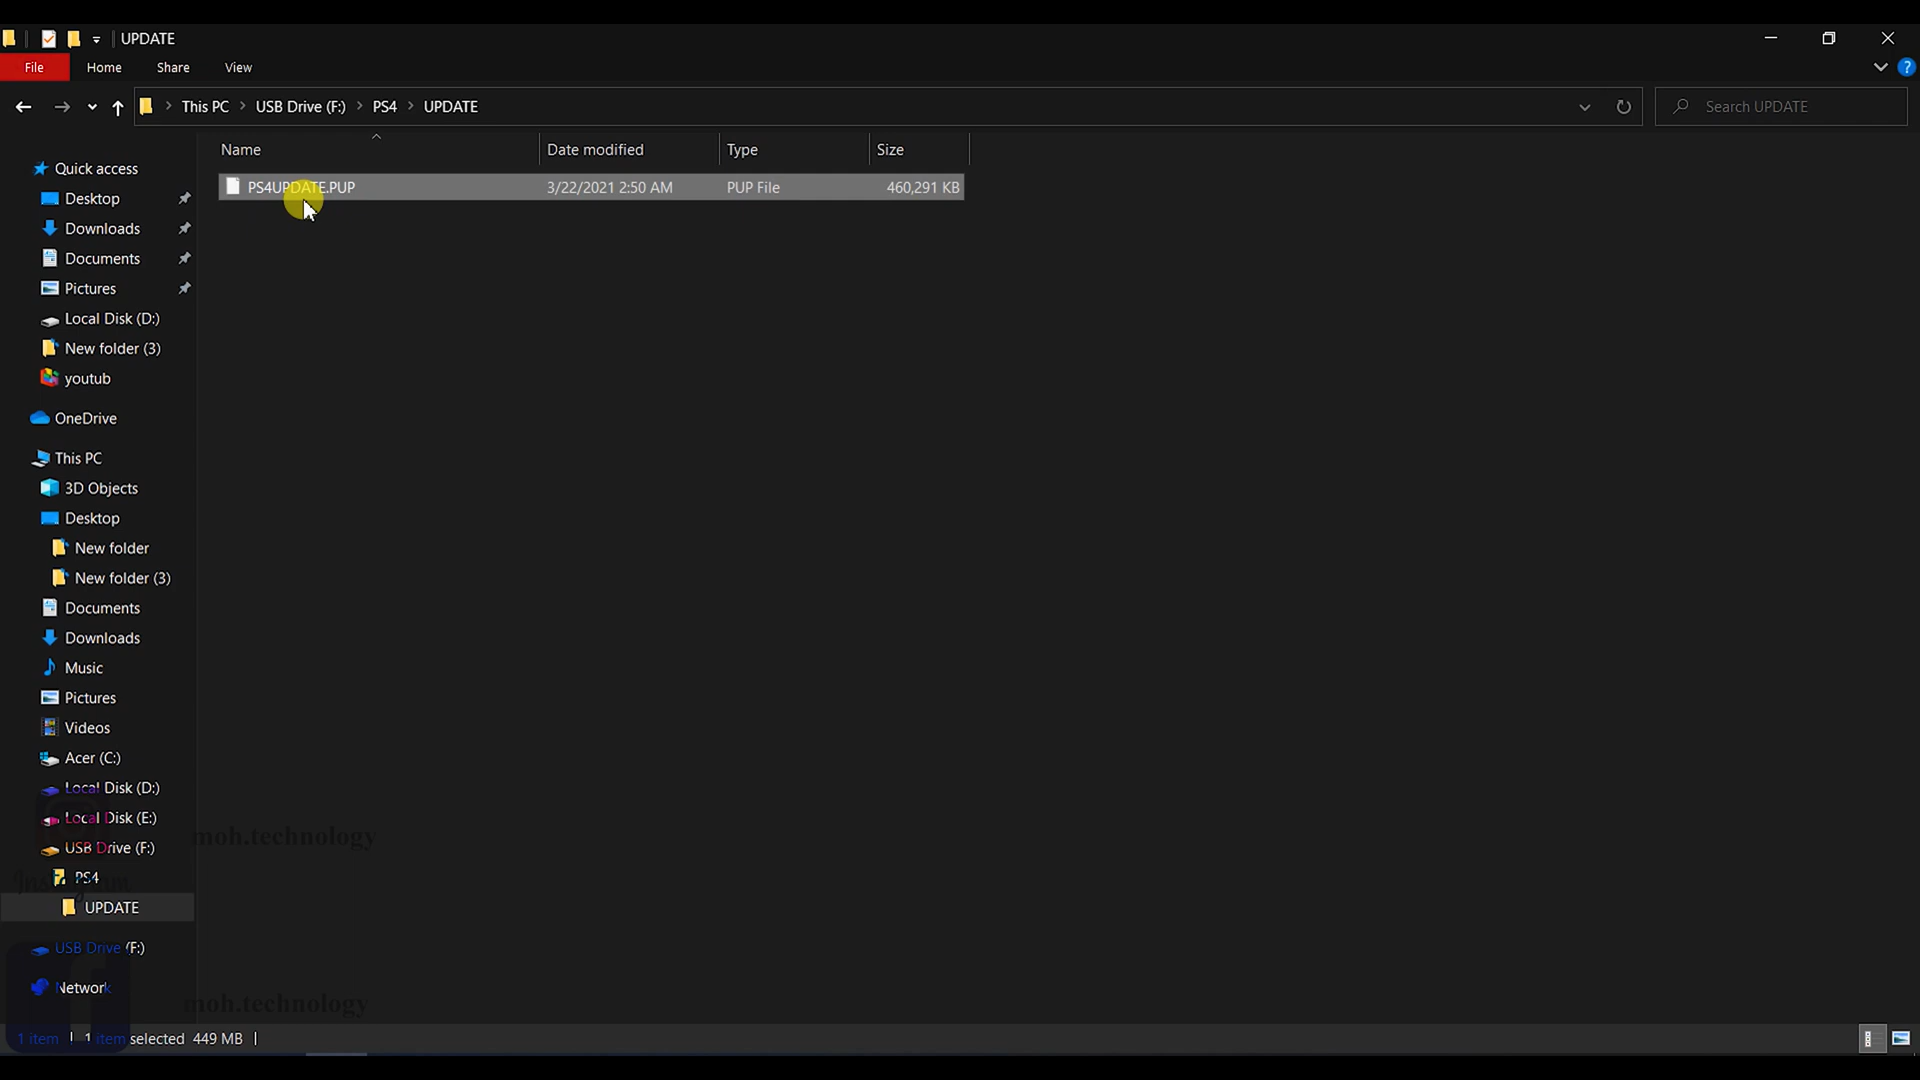 UPDATE
File Home Share View
This PC USB Drive (F:) PS4 UPDATE
Search UPDATE
Name Date modified Type Size
PS4UPDATE.PUP 3/22/2021 2:50 AM PUP File 460,291 KB
Quick access
Desktop
Downloads
Documents
Pictures
Local Disk (D:)
New folder (3)
youtub
OneDrive
This PC
3D Objects
Desktop
New folder
New folder (3)
Documents
Downloads
Music
Pictures
Videos
Acer (C:)
Local Disk (D:)
Local Disk (E:)
moh.technology
USB Drive (F:)
PS4
Instagram
UPDATE
USB Drive (F:)
Network
moh.technology
1 item 1 item selected 449 MB